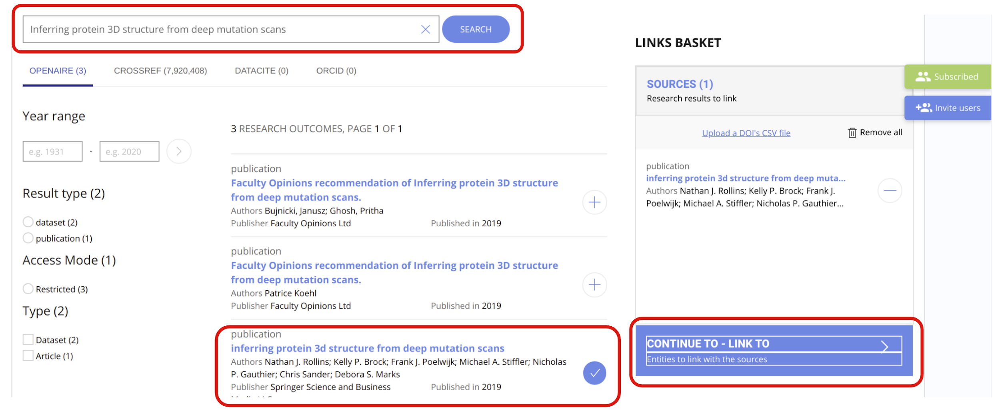 Inferring protein 3D structure from deep mutation scans
SEARCH
OPENAIRE (3)
CROSSREF (7,920,408)
DATACITE (0)
ORCID (0)
Year range
e.g. 1931
-
e.g. 2020
Result type (2)
dataset (2)
publication (1)
Access Mode (1)
Restricted (3)
Type (2)
Dataset (2)
Article (1)
3 RESEARCH OUTCOMES, PAGE 1 OF 1
publication
Faculty Opinions recommendation of Inferring protein 3D structure
from deep mutation scans.
Authors Bujnicki, Janusz; Ghosh, Pritha
Publisher Faculty Opinions Ltd
Published in 2019
publication
Faculty Opinions recommendation of Inferring protein 3D structure
from deep mutation scans.
Authors Patrice Koehl
Publisher Faculty Opinions Ltd
Published in 2019
publication
inferring protein 3d structure from deep mutation scans
Authors Nathan J. Rollins; Kelly P. Brock; Frank J. Poelwijk; Michael A. Stiffler; Nicholas
P. Gauthier; Chris Sander; Debora S. Marks
Publisher Springer Science and Business
Published in 2019
LINKS BASKET
SOURCES (1)
Research results to link
Subscribed
Invite users
Upload a DOI's CSV file
Remove all
publication
inferring protein 3d structure from deep muta...
Authors Nathan J. Rollins; Kelly P. Brock; Frank J.
Poelwijk; Michael A. Stiffler; Nicholas P. Gauthier...
CONTINUE TO - LINK TO
Entities to link with the sources